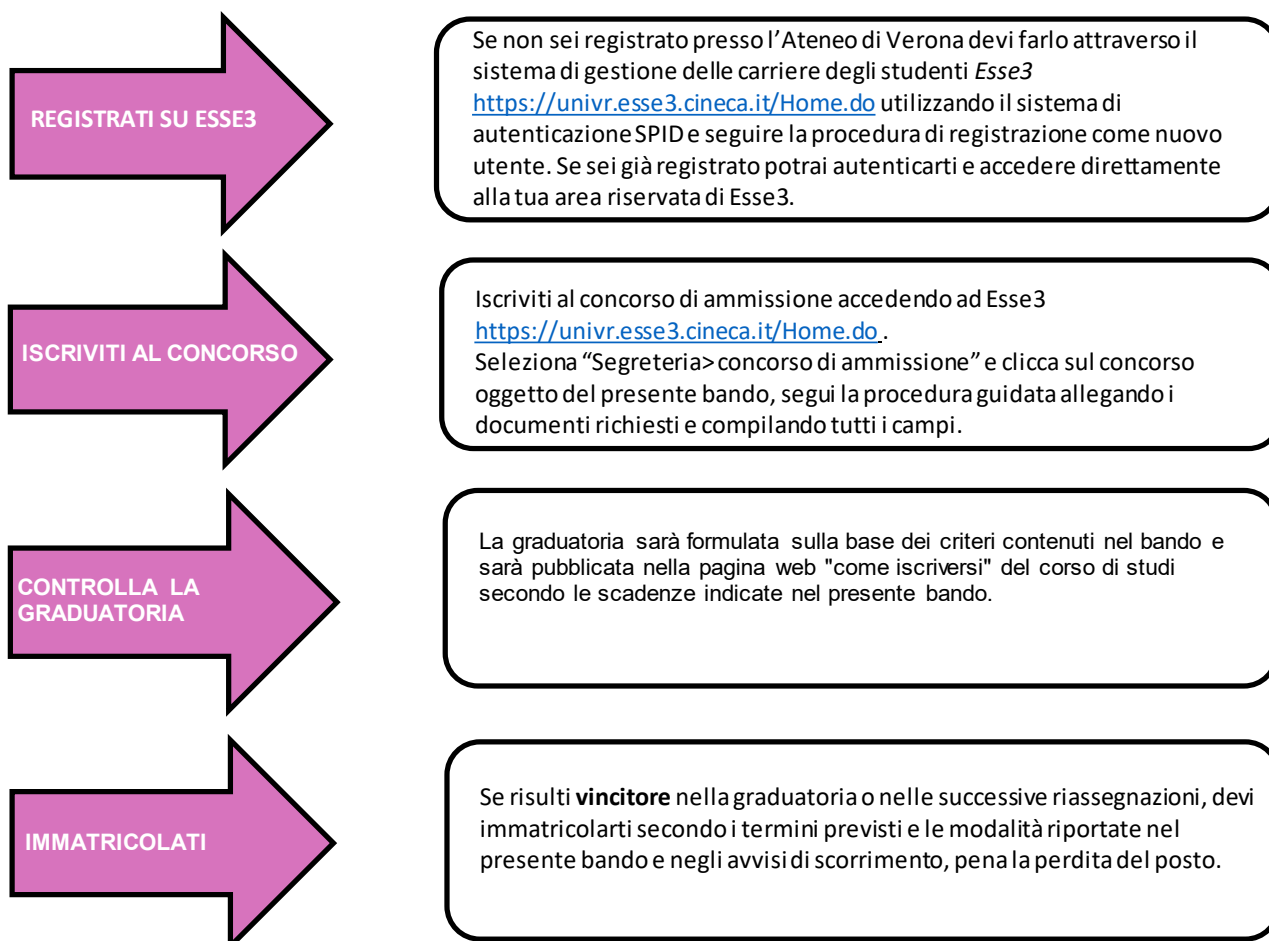 REGISTRATI SU ESSE3
Se non sei registrato presso l'Ateneo di Verona devi farlo attraverso il
sistema di gestione delle carriere degli studenti Esse3
https://univr.esse3.cineca.it/Home.do utilizzando il sistema di
autenticazione SPID e seguire la procedura di registrazione come nuovo
utente. Se sei già registrato potrai autenticarti e accedere direttamente
alla tua area riservata di Esse3.
ISCRIVITI AL CONCORSO
Iscriviti al concorso di ammissione accedendo ad Esse3
https://univr.esse3.cineca.it/Home.do .
Seleziona “Segreteria> concorso di ammissione” e clicca sul concorso
oggetto del presente bando, segui la procedura guidata allegando i
documenti richiesti e compilando tutti i campi.
CONTROLLA LA
GRADUATORIA
La graduatoria sarà formulata sulla base dei criteri contenuti nel bando e
sarà pubblicata nella pagina web "come iscriversi" del corso di studi
secondo le scadenze indicate nel presente bando.
IMMATRICOLATI
Se risulti vincitore nella graduatoria o nelle successive riassegnazioni, devi
immatricolarti secondo i termini previsti e le modalità riportate nel
presente bando e negli avvisi di scorrimento, pena la perdita del posto.